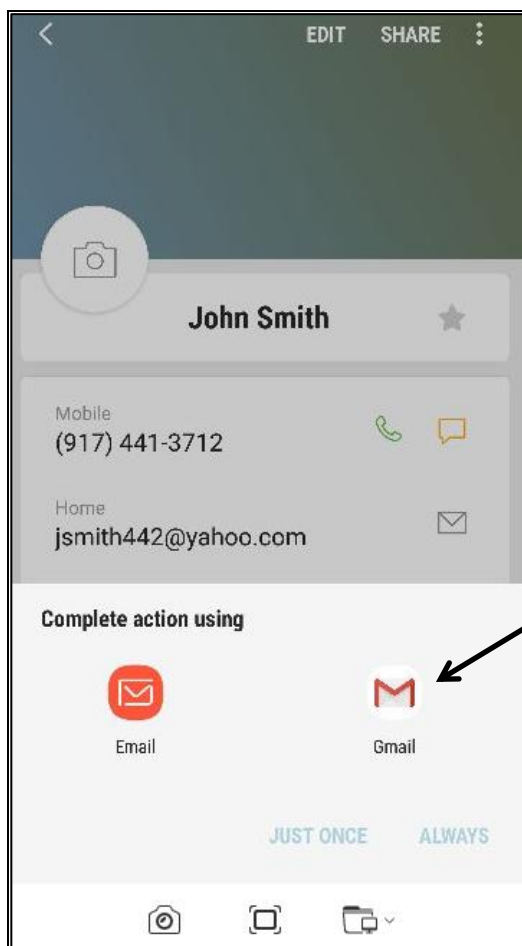 EDIT SHARE
John Smith
Mobile
(917) 441-3712
Home
jsmith442@yahoo.com
Complete action using
Email Gmail
JUST ONCE ALWAYS